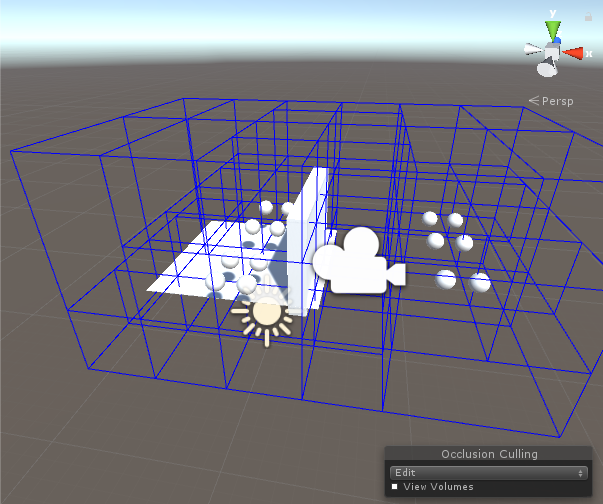 y
x
Persp
Occlusion Culling
Edit
View Volumes